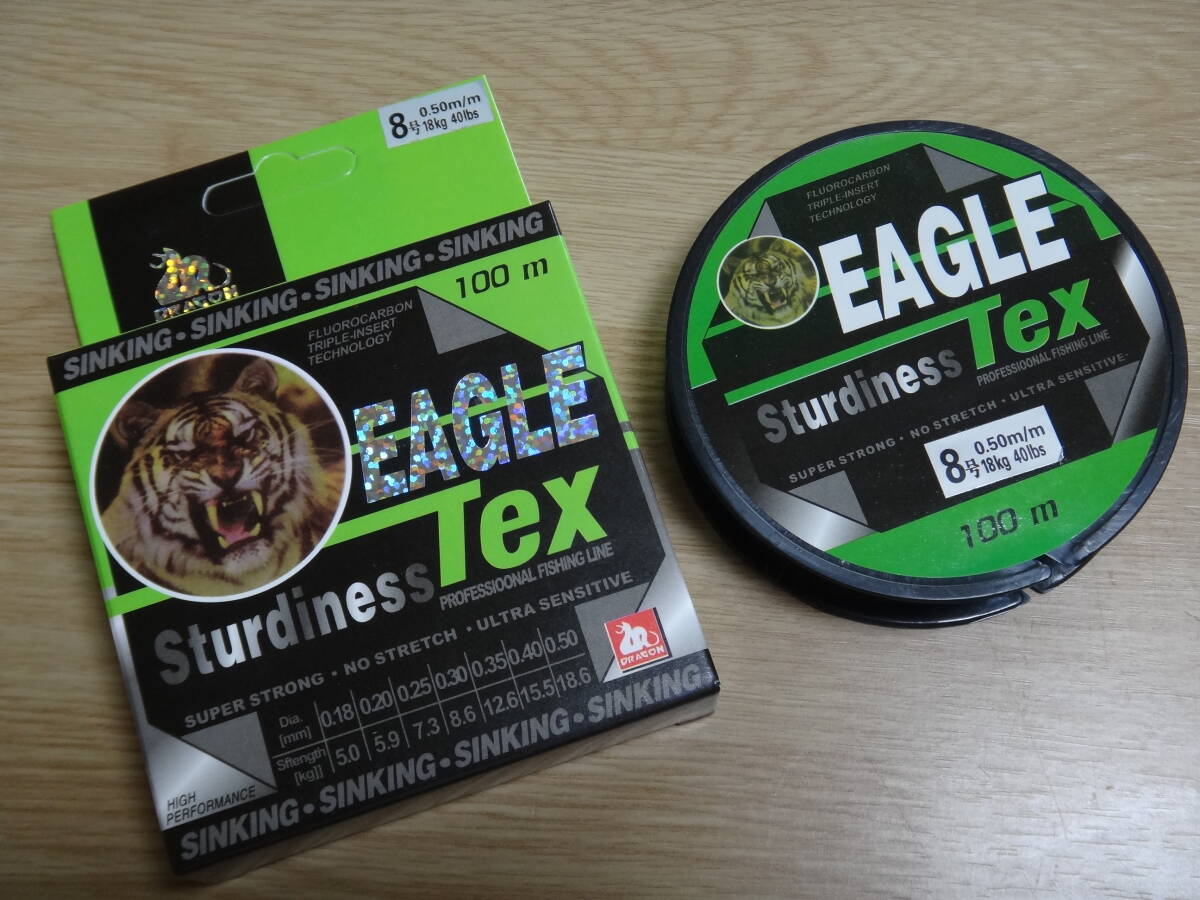 8号 0.50m/m
18kg 40lbs
DRAGON
SINKING • SINKING • SINKING • SINKING
100 m
FLUOROCARBON
TRIPLE-INSERT
TECHNOLOGY
EAGLE
Tex
Sturdiness
PROFESSIOONAL FISHING LINE
SUPER STRONG • NO STRETCH • ULTRA SENSITIVE
Dia. [mm] 0.18 0.20 0.25 0.30 0.35 0.40 0.50
Sftength [kg]] 5.0 5.9 7.3 8.6 12.6 15.5 18.6
DRAGON
HIGH
PERFORMANCE
SINKING • SINKING • SINKING • SINKING
FLUOROCARBON
TRIPLE-INSERT
TECHNOLOGY
EAGLE
Tex
Sturdiness
PROFESSIOONAL FISHING LINE
SUPER STRONG • NO STRETCH • ULTRA SENSITIVE-
8号 0.50m/m
18kg 40lbs
100 m